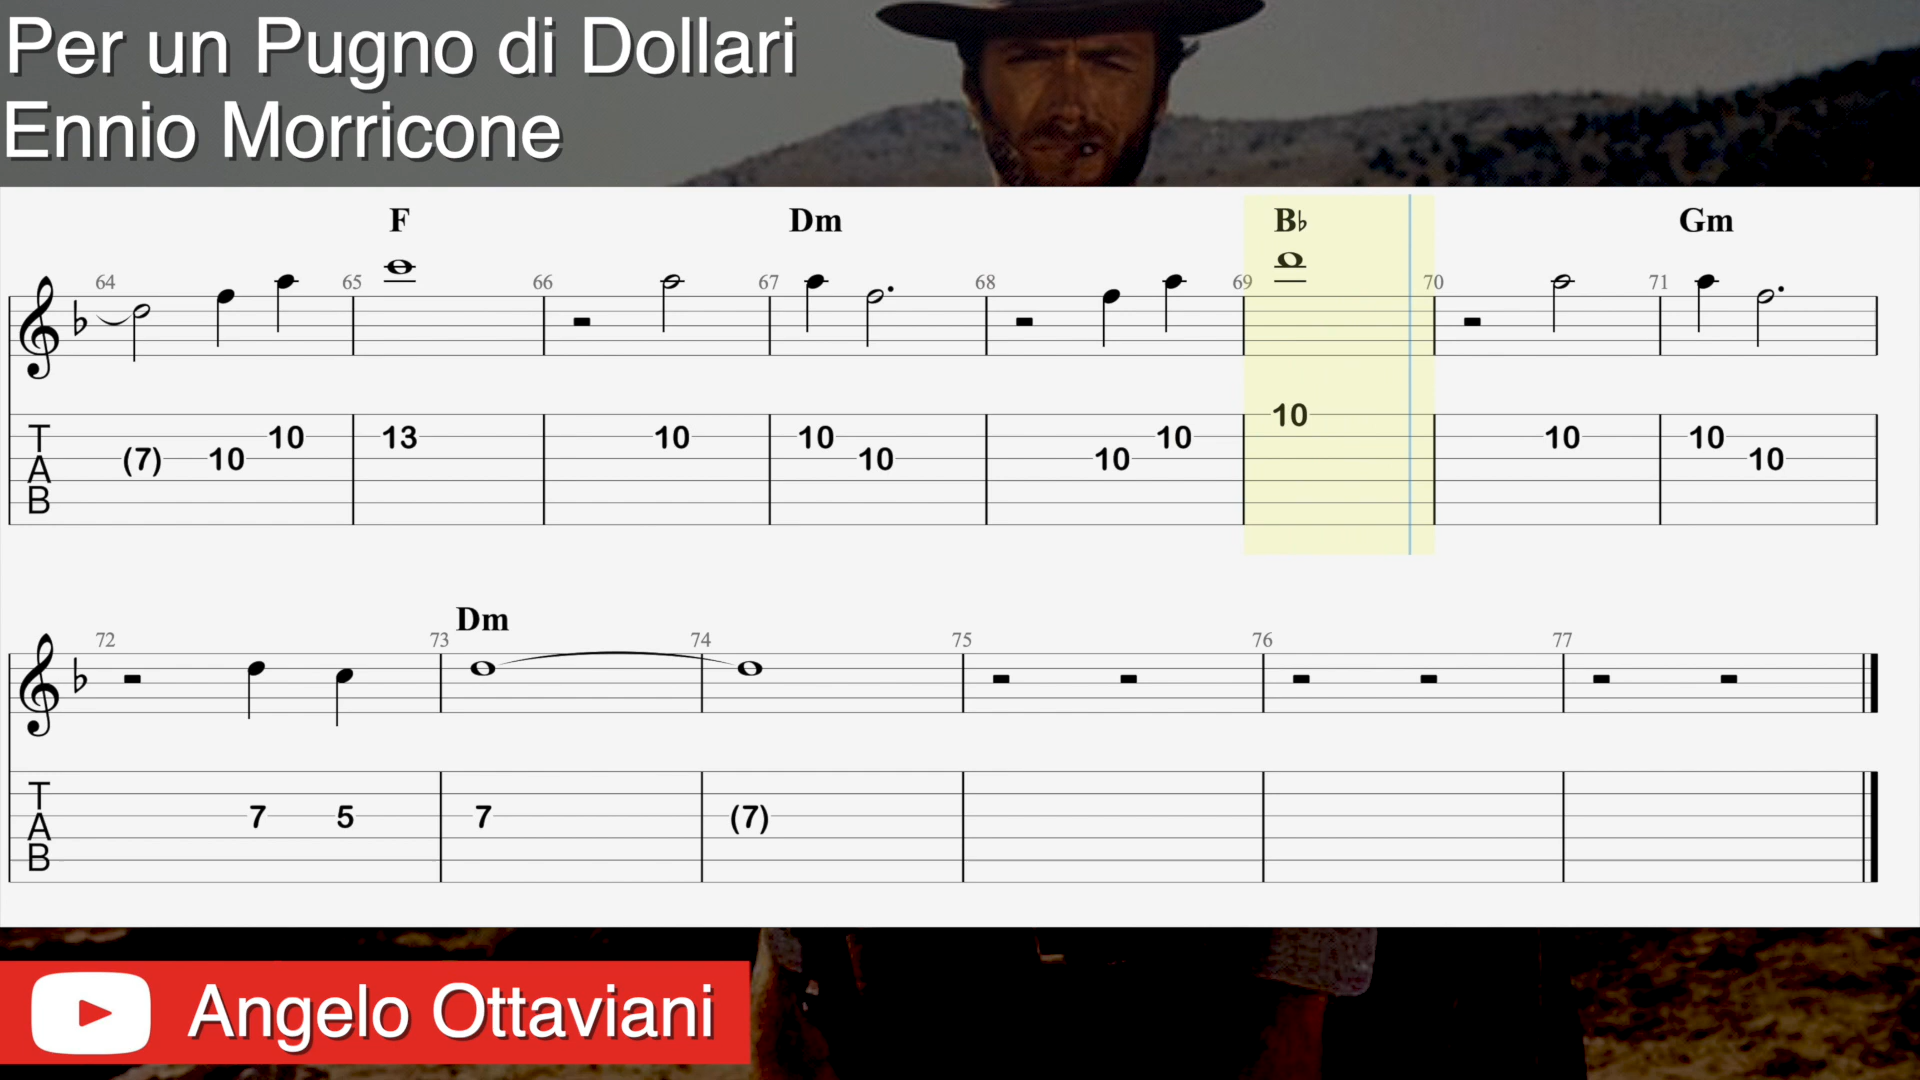 Per un Pugno di Dollari
Ennio Morricone
F Dm B♭ Gm
64 65 66 67 68 69 70 71
T
A
B
(7) 10 10 13 10 10 10 10 10 10 10 10 10
Dm
72 73 74 75 76 77
T
A
B
7 5 7 (7)
Angelo Ottaviani